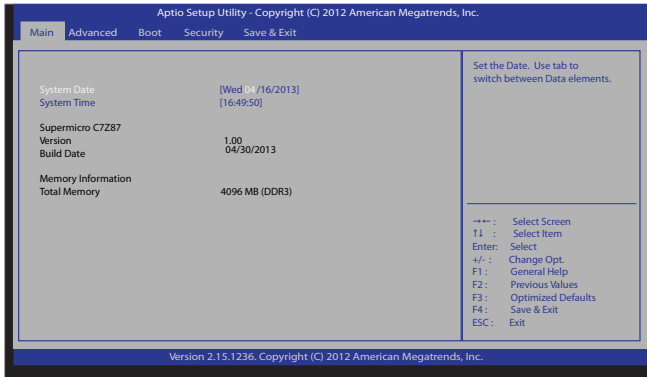 Aptio Setup Utility - Copyright (C) 2012 American Megatrends, Inc.
Main Advanced Boot Security Save & Exit
System Date [Wed 04 /16/2013]
System Time [16:49:50]
Supermicro C7Z87
Version 1.00
Build Date 04/30/2013
Memory Information
Total Memory 4096 MB (DDR3)
Set the Date. Use tab to
switch between Data elements.
→← : Select Screen
↑↓ : Select Item
Enter: Select
+/- : Change Opt.
F1 : General Help
F2 : Previous Values
F3 : Optimized Defaults
F4 : Save & Exit
ESC : Exit
Version 2.15.1236. Copyright (C) 2012 American Megatrends, Inc.